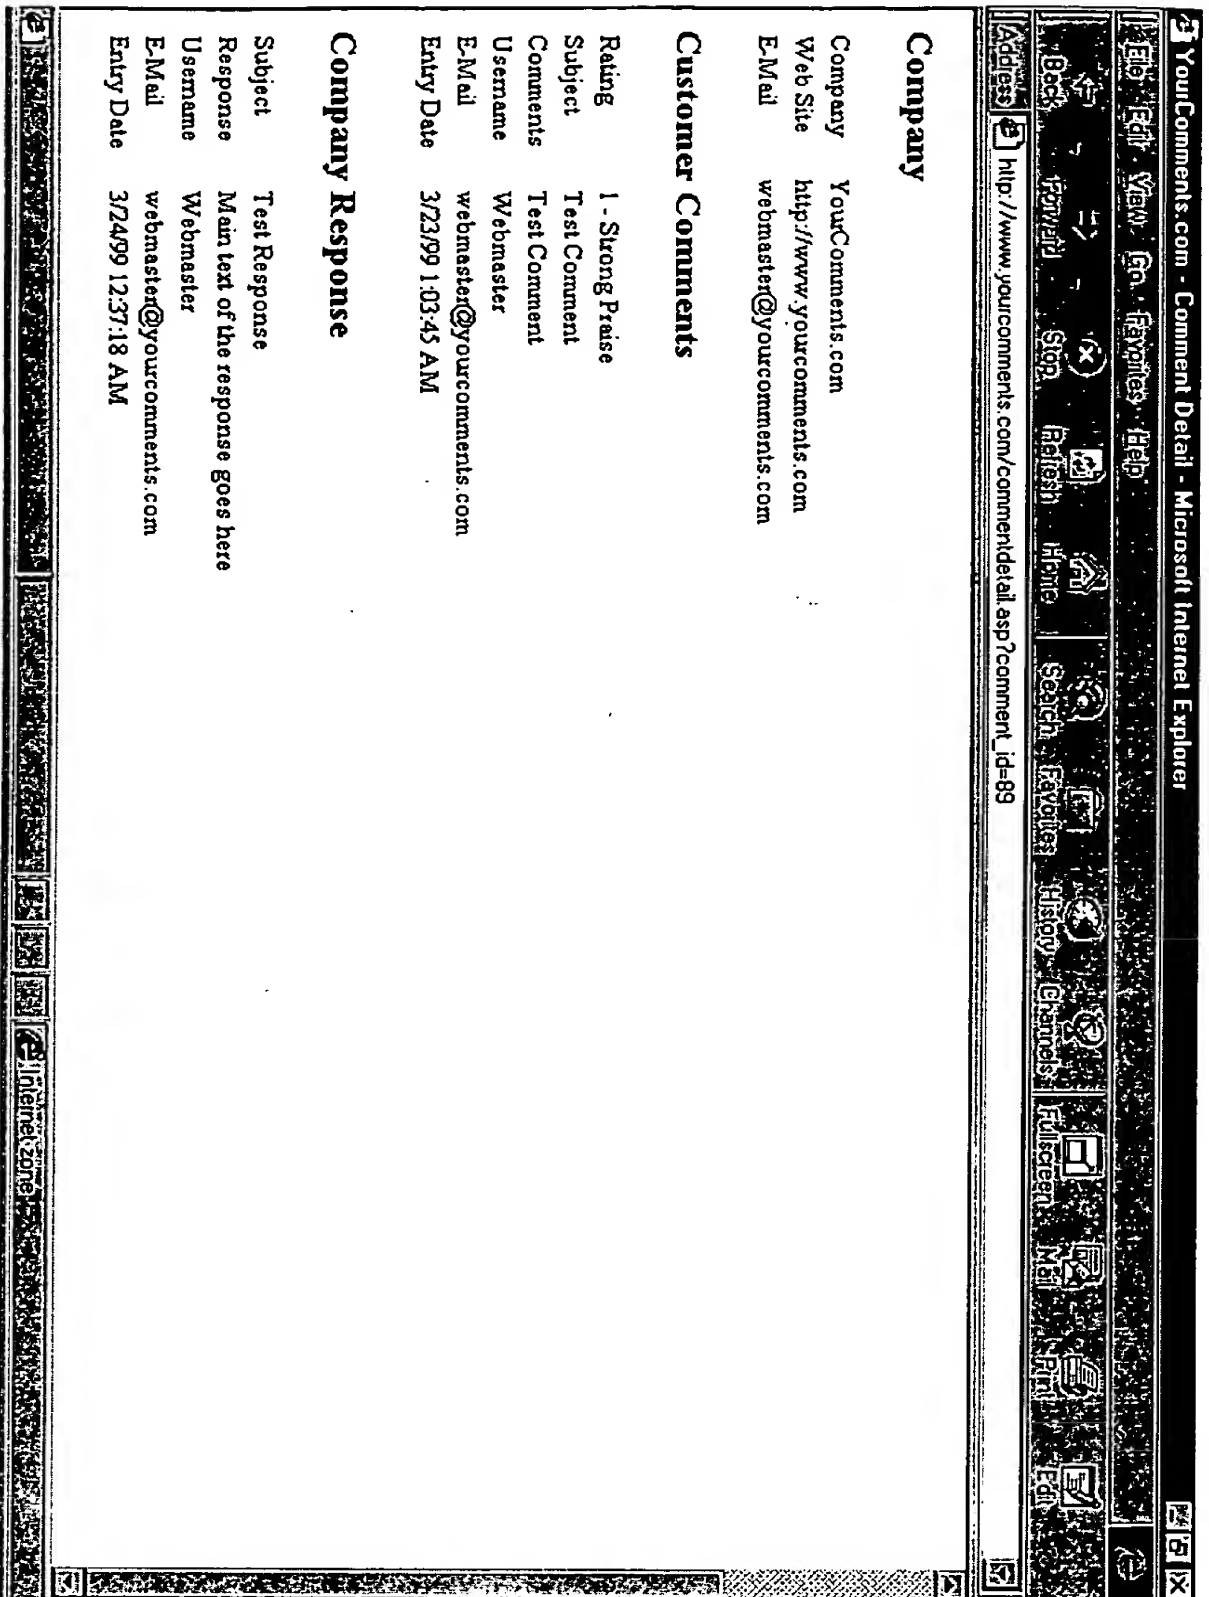 YourComments.com - Comment Detail - Microsoft Internet Explorer
File Edit View Go Favorites Help
Back Forward Stop Refresh Home Search Favorites History Channels Fullscreen Mail Print Edit
Address http://www.yourcomments.com/commentdetail.asp?comment_id=89
Company
Company YourComments.com
Web Site http://www.yourcomments.com
E-Mail webmaster@yourcomments.com
Customer Comments
Rating 1 - Strong Praise
Subject Test Comment
Comments Test Comment
Username Webmaster
E-Mail webmaster@yourcomments.com
Entry Date 3/23/99 1:03:45 AM
Company Response
Subject Test Response
Response Main text of the response goes here
Username Webmaster
E-Mail webmaster@yourcomments.com
Entry Date 3/24/99 12:37:18 AM
Internet zone